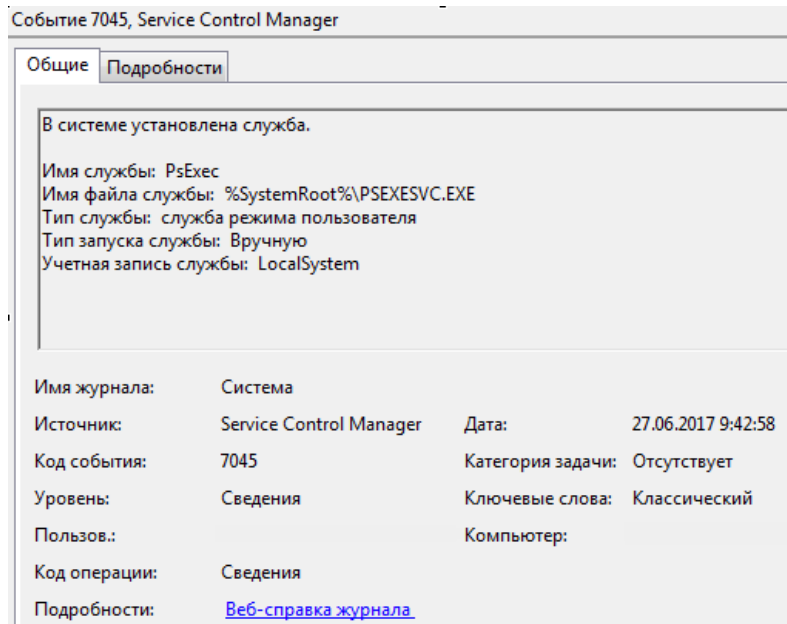 Событие 7045, Service Control Manager
Общие Подробности
В системе установлена служба.
Имя службы: PsExec
Имя файла службы: %SystemRoot%\PSEXESVC.EXE
Тип службы: служба режима пользователя
Тип запуска службы: Вручную
Учетная запись службы: LocalSystem
Имя журнала: Система
Источник: Service Control Manager Дата: 27.06.2017 9:42:58
Код события: 7045 Категория задачи: Отсутствует
Уровень: Сведения Ключевые слова: Классический
Пользов.: Компьютер:
Код операции: Сведения
Подробности: Веб-справка журнала